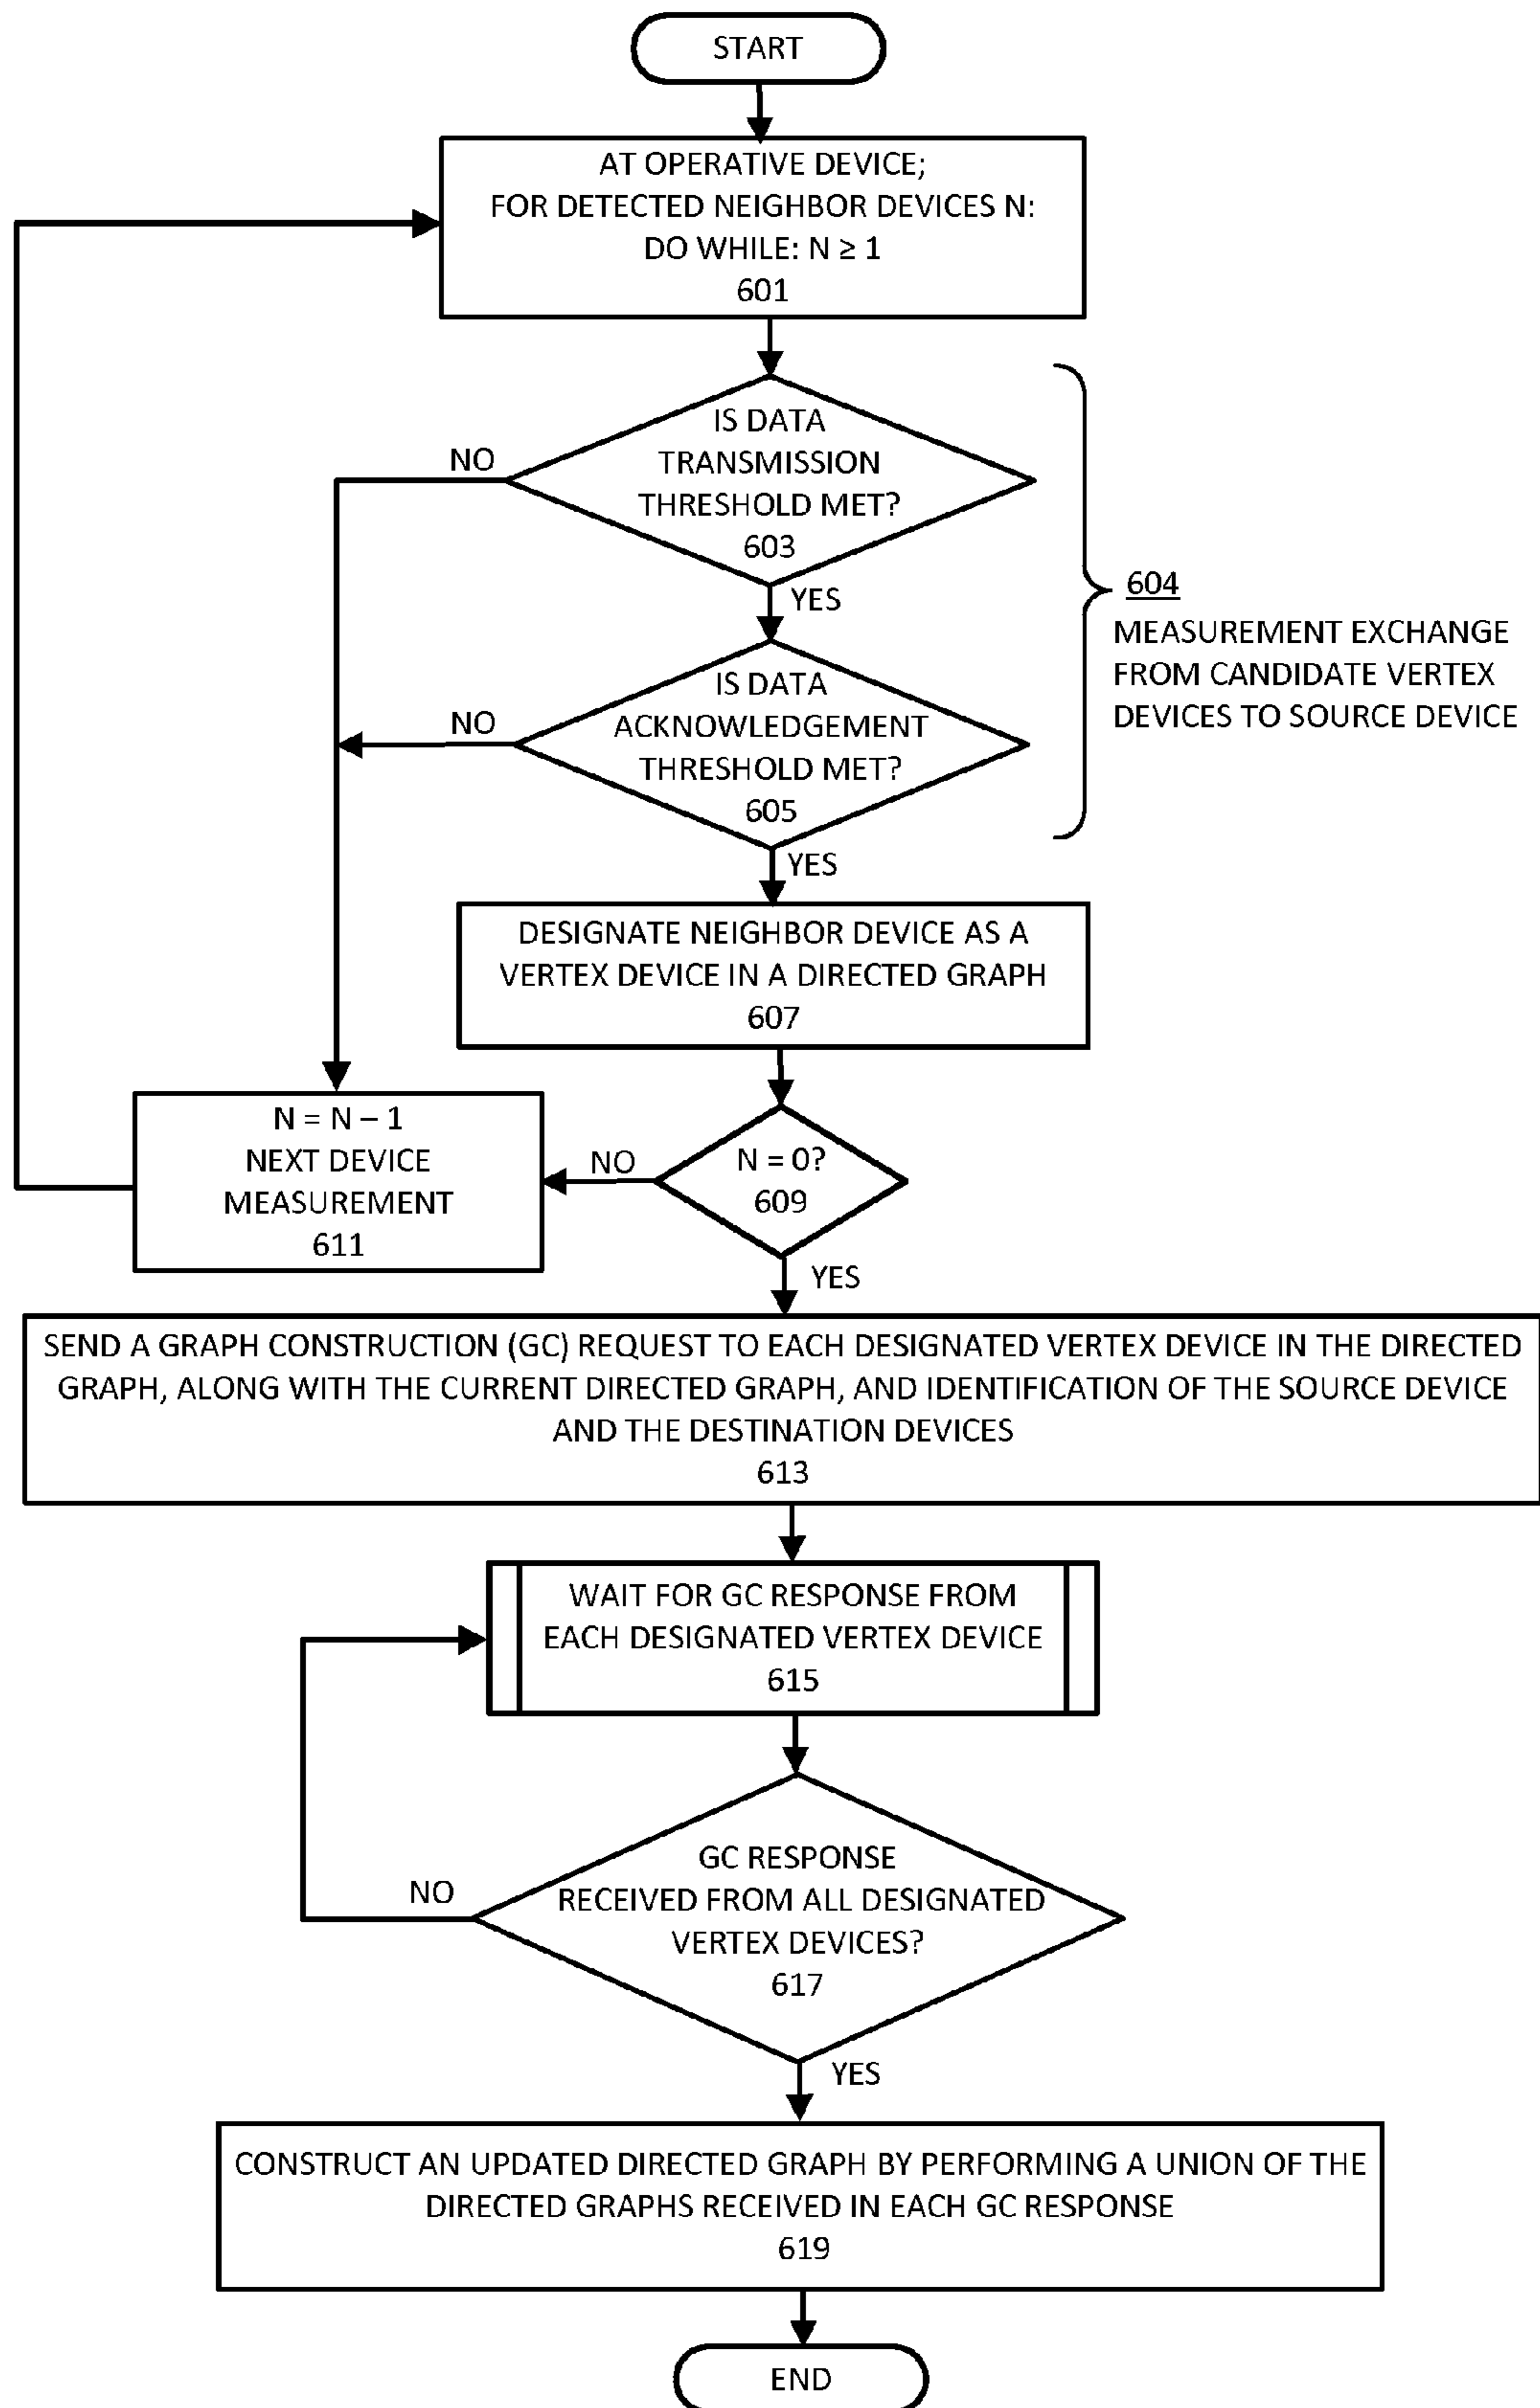 START
AT OPERATIVE DEVICE;
FOR DETECTED NEIGHBOR DEVICES N:
DO WHILE: N ≥ 1
601
IS DATA
TRANSMISSION
THRESHOLD MET?
603
NO
YES
604
MEASUREMENT EXCHANGE
FROM CANDIDATE VERTEX
DEVICES TO SOURCE DEVICE
IS DATA
ACKNOWLEDGEMENT
THRESHOLD MET?
605
NO
YES
DESIGNATE NEIGHBOR DEVICE AS A
VERTEX DEVICE IN A DIRECTED GRAPH
607
N = N – 1
NEXT DEVICE
MEASUREMENT
611
NO
N = 0?
609
YES
SEND A GRAPH CONSTRUCTION (GC) REQUEST TO EACH DESIGNATED VERTEX DEVICE IN THE DIRECTED
GRAPH, ALONG WITH THE CURRENT DIRECTED GRAPH, AND IDENTIFICATION OF THE SOURCE DEVICE
AND THE DESTINATION DEVICES
613
WAIT FOR GC RESPONSE FROM
EACH DESIGNATED VERTEX DEVICE
615
GC RESPONSE
RECEIVED FROM ALL DESIGNATED
VERTEX DEVICES?
617
NO
YES
CONSTRUCT AN UPDATED DIRECTED GRAPH BY PERFORMING A UNION OF THE
DIRECTED GRAPHS RECEIVED IN EACH GC RESPONSE
619
END